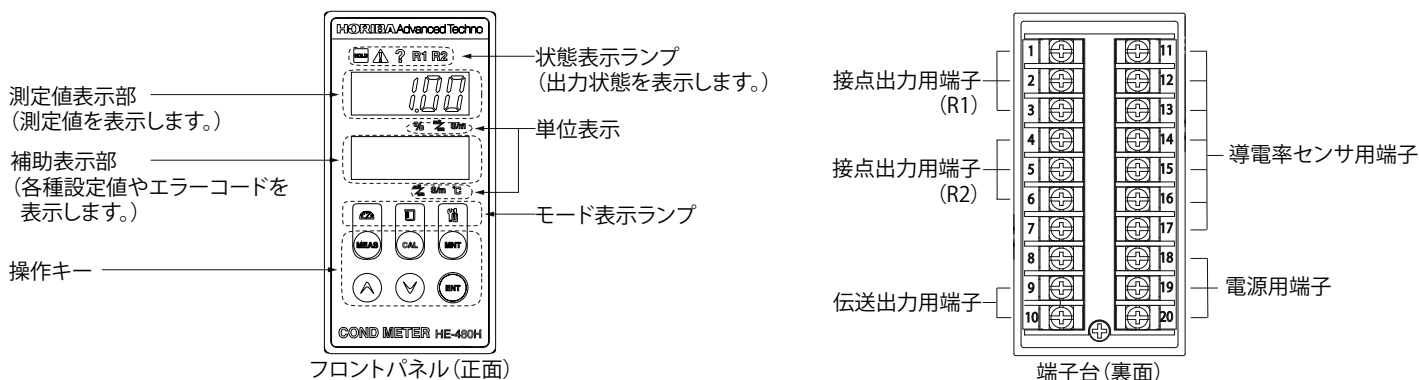 HORIBA Advanced Techno
HOLD ? R1 R2
状態表示ランプ
(出力状態を表示します。)
測定値表示部
(測定値を表示します。)
1.00
% S/m
単位表示
補助表示部
(各種設定値やエラーコードを
表示します。)
S/m ℃
モード表示ランプ
MEAS CAL MNT
操作キー
ENT
COND METER HE-480H
フロントパネル(正面)
接点出力用端子
(R1)
接点出力用端子
(R2)
伝送出力用端子
1 11
2 12
3 13
4 14
5 15
6 16
7 17
8 18
9 19
10 20
導電率センサ用端子
電源用端子
端子台(裏面)